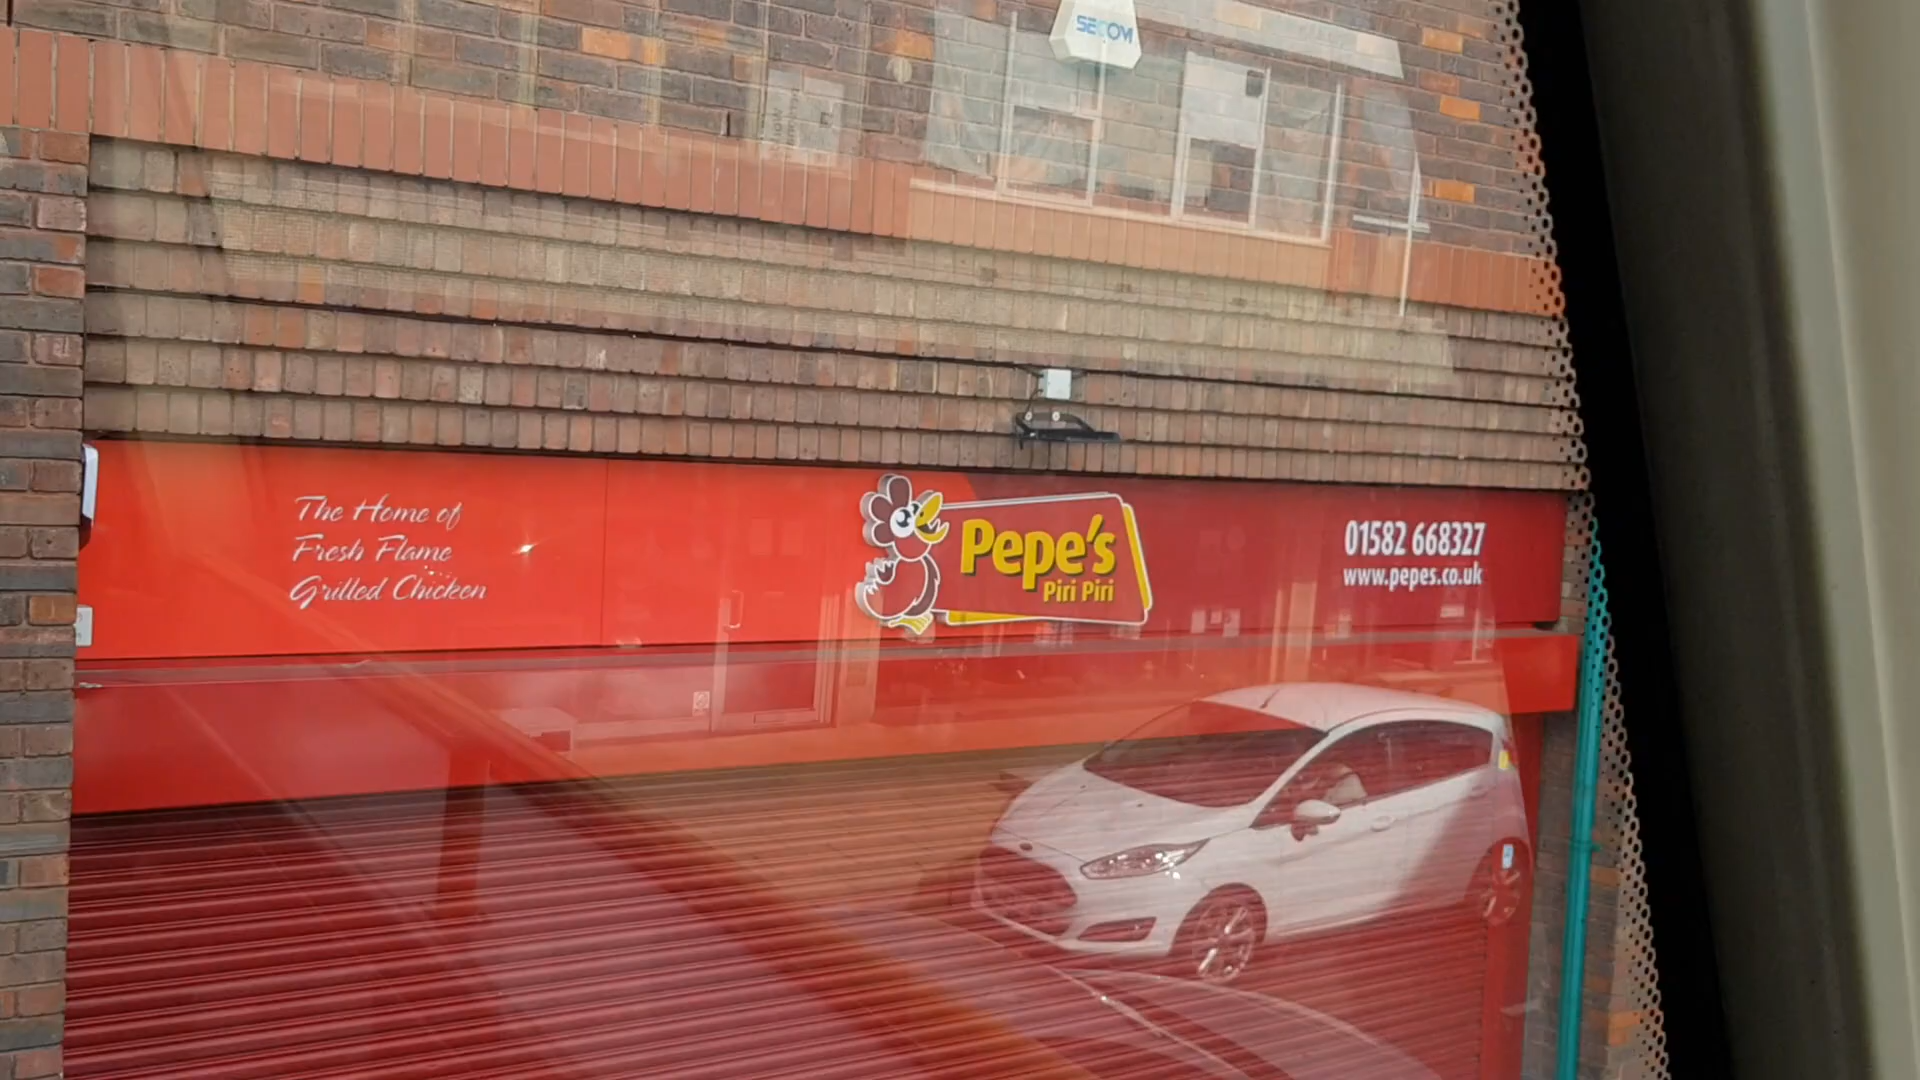 SECOM
The Home of
Fresh Flame
Grilled Chicken
Pepe's
Piri Piri
01582 668327
www.pepes.co.uk